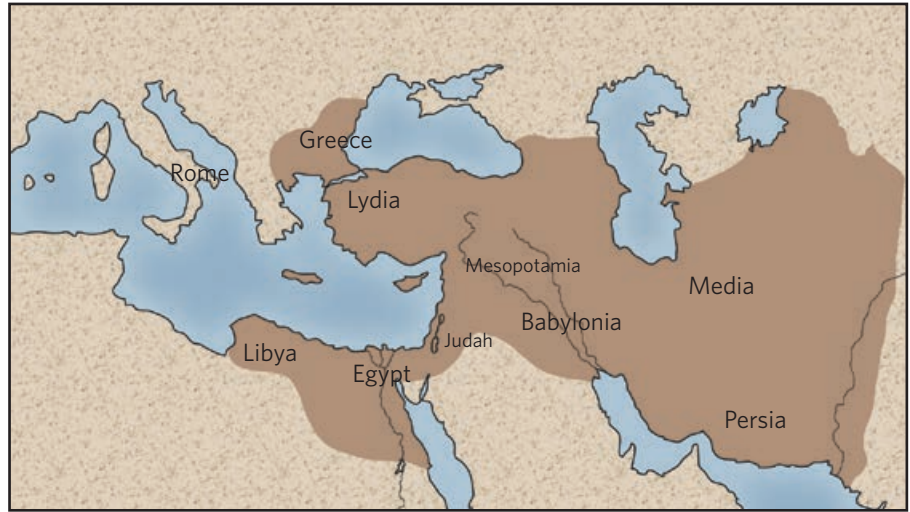 Greece
Rome
Lydia
Mesopotamia
Media
Babylonia
Judah
Libya
Egypt
Persia